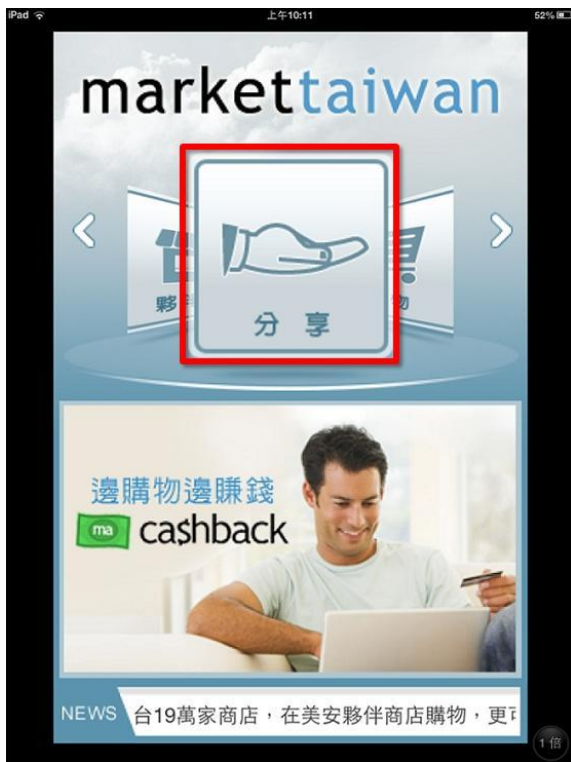 iPad 上午10:11 52%
markettaiwan
分享
邊購物邊賺錢
ma cashback
NEWS 台19萬家商店，在美安夥伴商店購物，更
1倍